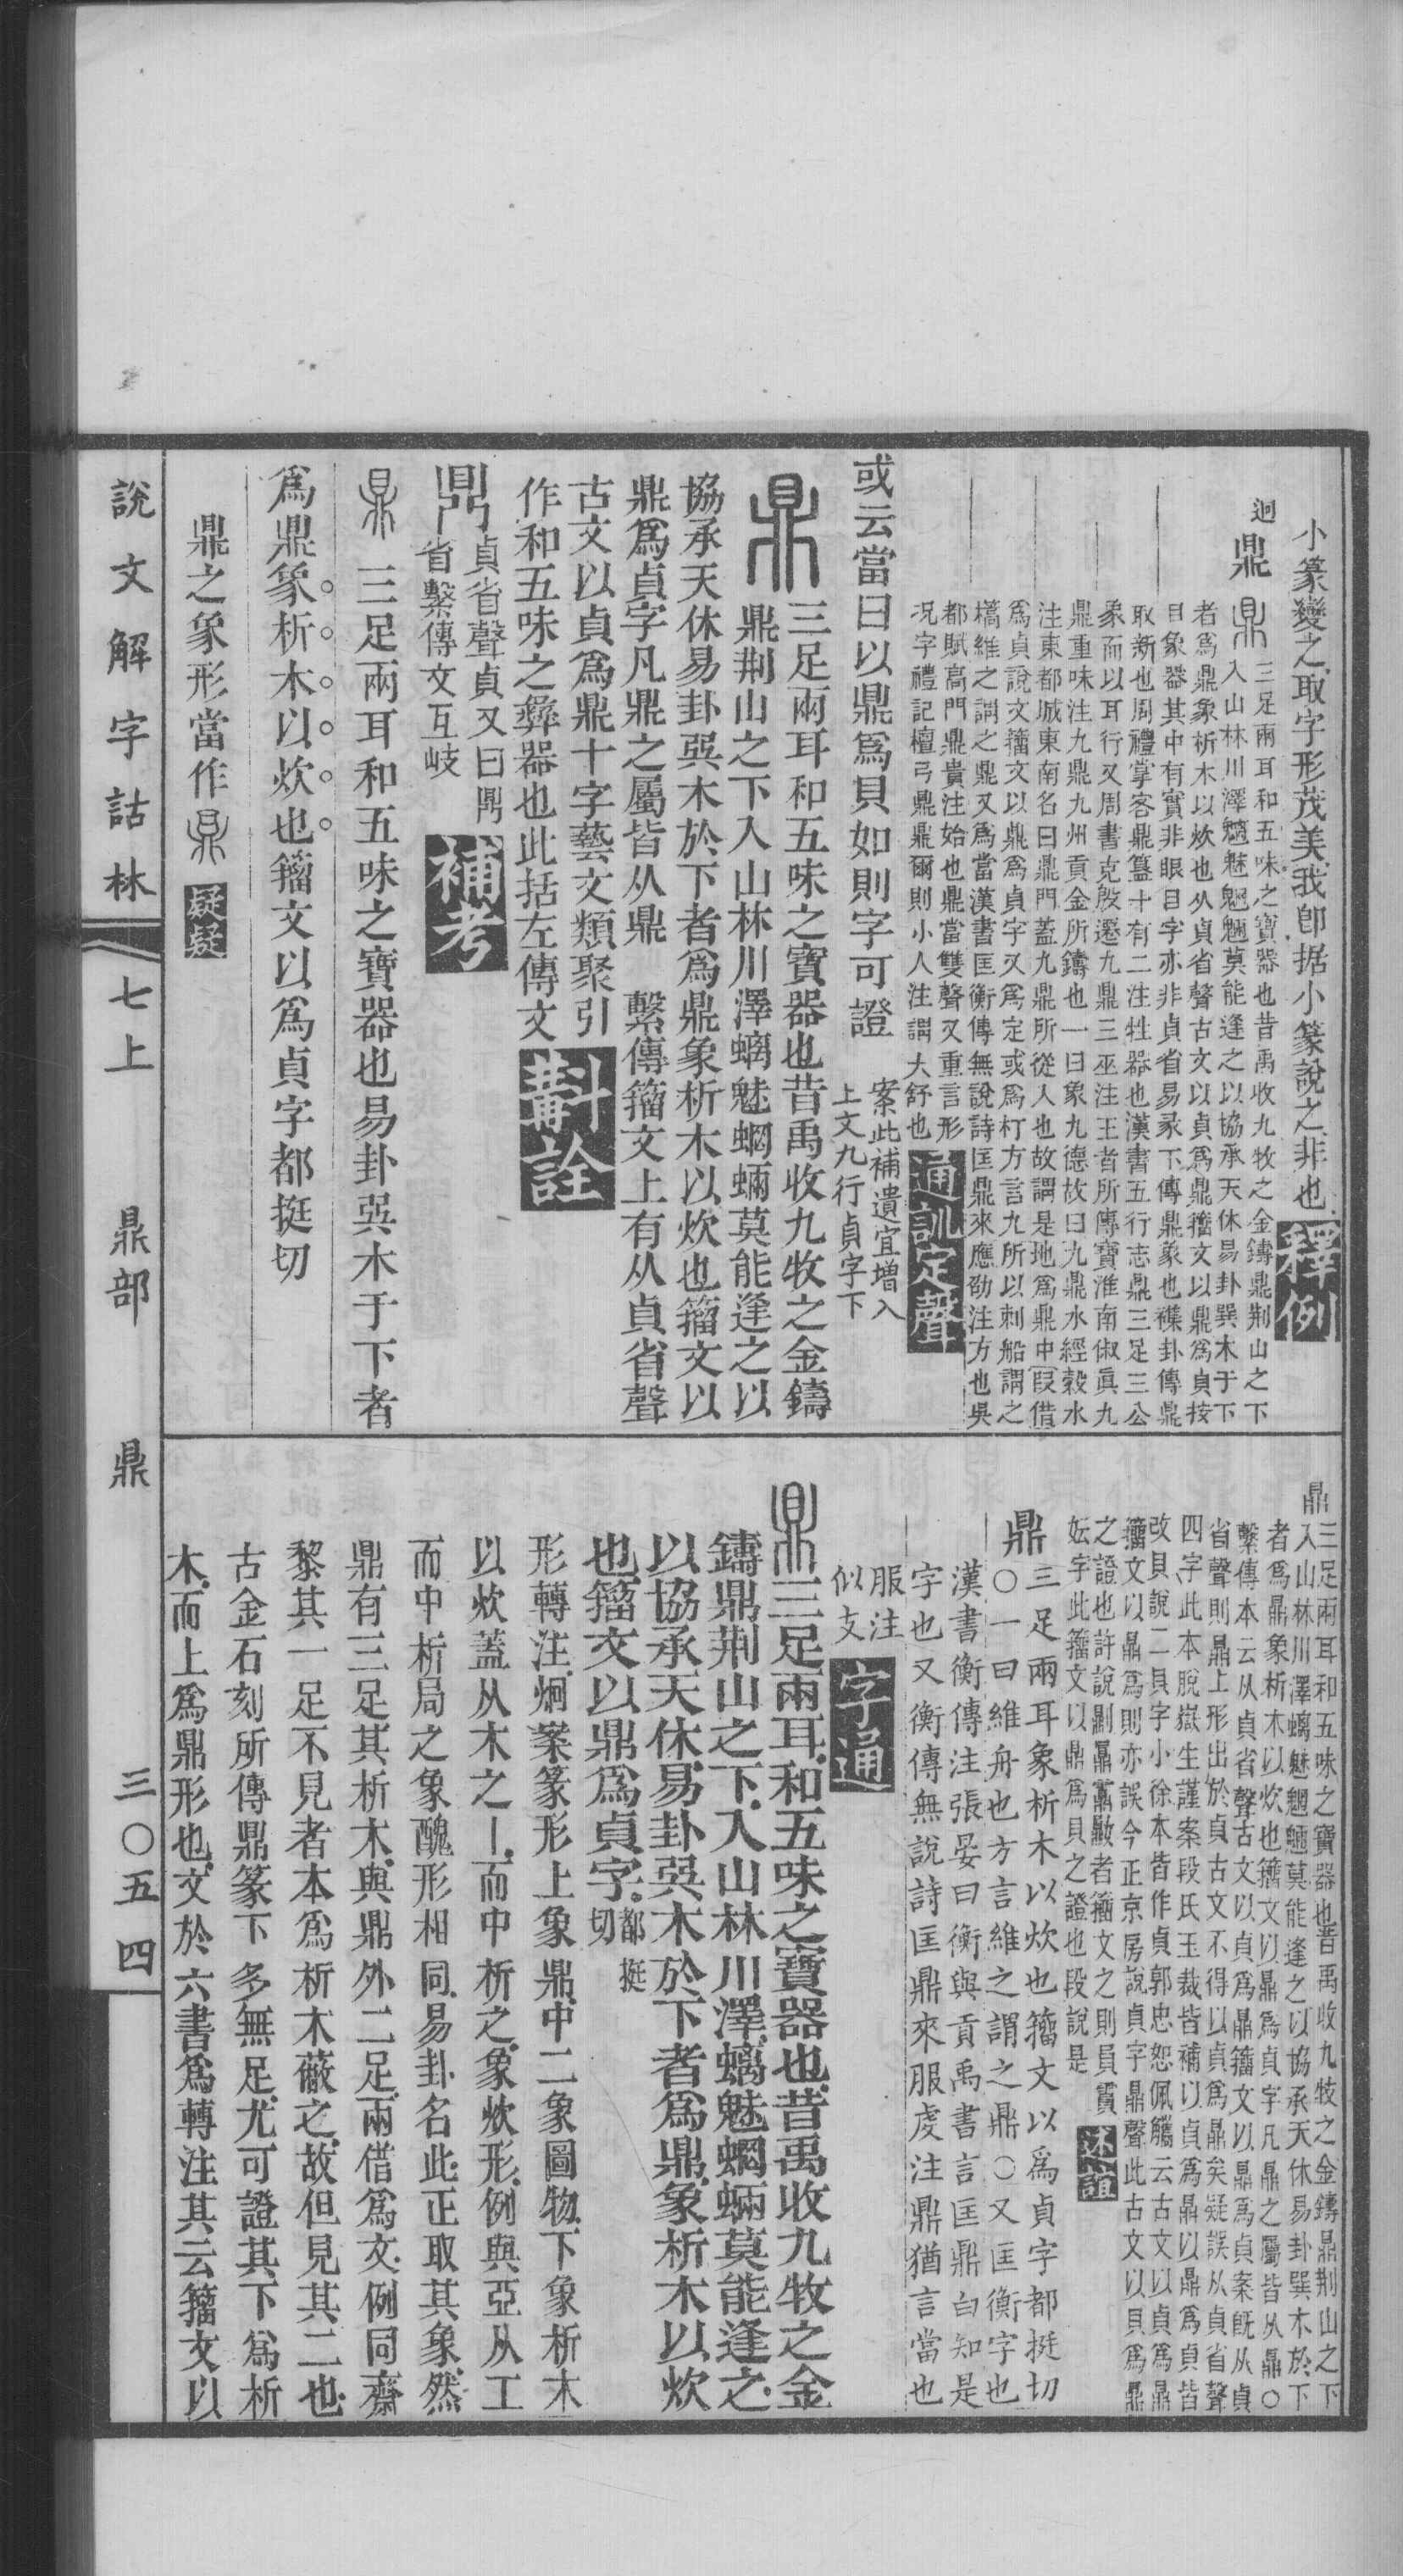 小篆變之取字形茂美我卽据小篆說之非也
釋例
迥
鼎
三足兩耳和五味之寶器也昔禹收九牧之金鑄鼎荆山之下
入山林川澤魑魅魍魎莫能逢之以協承天休易卦巽木于下
者爲鼎象析木以炊也从貞省聲古文以貞爲鼎籒文以鼎爲貞按
目象器其中有實非眼目字亦非貞省易彖下傳鼎象也襍卦傳鼎
取新也周禮掌客鼎簋十有二注牲器也漢書五行志鼎三足三公
象而以耳行又周書克殷遷九鼎三巫注王者所傳寶淮南俶眞九
鼎重味注九鼎九州貢金所鑄也一曰象九德故曰九鼎水經穀水
注東都城東南名曰鼎門蓋九鼎所從入也故謂是地爲鼎中叚借
爲貞說文籒文以鼎爲貞字又爲定或爲朾方言九所以刺船謂之
㰏維之謂之鼎又爲當漢書匡衡傳無說詩匡鼎來應劭注方也吳
都賦高門鼎貴注始也鼎當雙聲又重言形
况字禮記檀弓鼎鼎爾則小人注謂大舒也
通訓定聲
或云當曰以鼎爲貝如則字可證
案此補遺宜增入
上文九行貞字下
三足兩耳和五味之寶器也昔禹收九牧之金鑄
鼎荆山之下入山林川澤螭魅蝄蜽莫能逢之以
協承天休易卦巽木於下者爲鼎象析木以炊也籒文以
鼎爲貞字凡鼎之屬皆从鼎 繫傳籒文上有从貞省聲
古文以貞爲鼎十字藝文類聚引
作和五味之彝器也此括左傳文
斠詮
貞省聲貞又曰鼎
省繫傳文互岐
補考
三足兩耳和五味之寶器也易卦巽木于下者
爲鼎象析木以炊也籒文以爲貞字都挺切
鼎之象形當作
疑疑
三足兩耳和五味之寶器也昔禹收九牧之金鑄鼎荆山之下
入山林川澤螭魅魍魎莫能逢之以協承天休易卦巽木於下
者爲鼎象析木以炊也籒文以鼎爲貞字凡鼎之屬皆从鼎〇
繫傳本云从貞省聲古文以貞爲鼎籒文以鼎爲貞案旣从貞
省聲則鼎上形出於貞古文不得以貞爲鼎矣疑誤从貞省聲
四字此本脫嶽生謹案段氏玉裁皆補以貞爲鼎以鼎爲貞皆
改貝說二貝字小徐本皆作貞郭忠恕佩觿云古文以貞爲鼎
籒文以鼎爲則亦誤今正京房說貞字鼎聲此古文以貝爲鼎
之證也許說者籒文之則員
妘字此籒文以鼎爲貝之證也段說是
述誼
鼎
三足兩耳象析木以炊也籒文以爲貞字都挺切
〇一曰維舟也方言維之謂之鼎〇又匡衡字也
漢書衡傳注張晏曰衡與貢禹書言匡鼎白知是
字也又衡傳無說詩匡鼎來服虔注鼎猶言當也
服注
似支
字通
三足兩耳和五味之寶器也昔禹收九牧之金
鑄鼎荆山之下入山林川澤螭魅蝄蜽莫能逢之
以協承天休易卦巽木於下者爲鼎象析木以炊
也籒文以鼎爲貞字都挺切
形轉注炯案篆形上象鼎中二象圖物下象析木
以炊蓋从木之丨而中析之象炊形例與亞从工
而中析局之象醜形相同易卦名此正取其象然
鼎有三足其析木與鼎外二足兩借爲文例同齋
黎其一足不見者本爲析木蔽之故但見其二也
古金石刻所傳鼎篆下多無足尤可證其下爲析
木而上爲鼎形也文於六書爲轉注其云籒文以
說文解字詁林 七上 鼎部 鼎 三〇五四